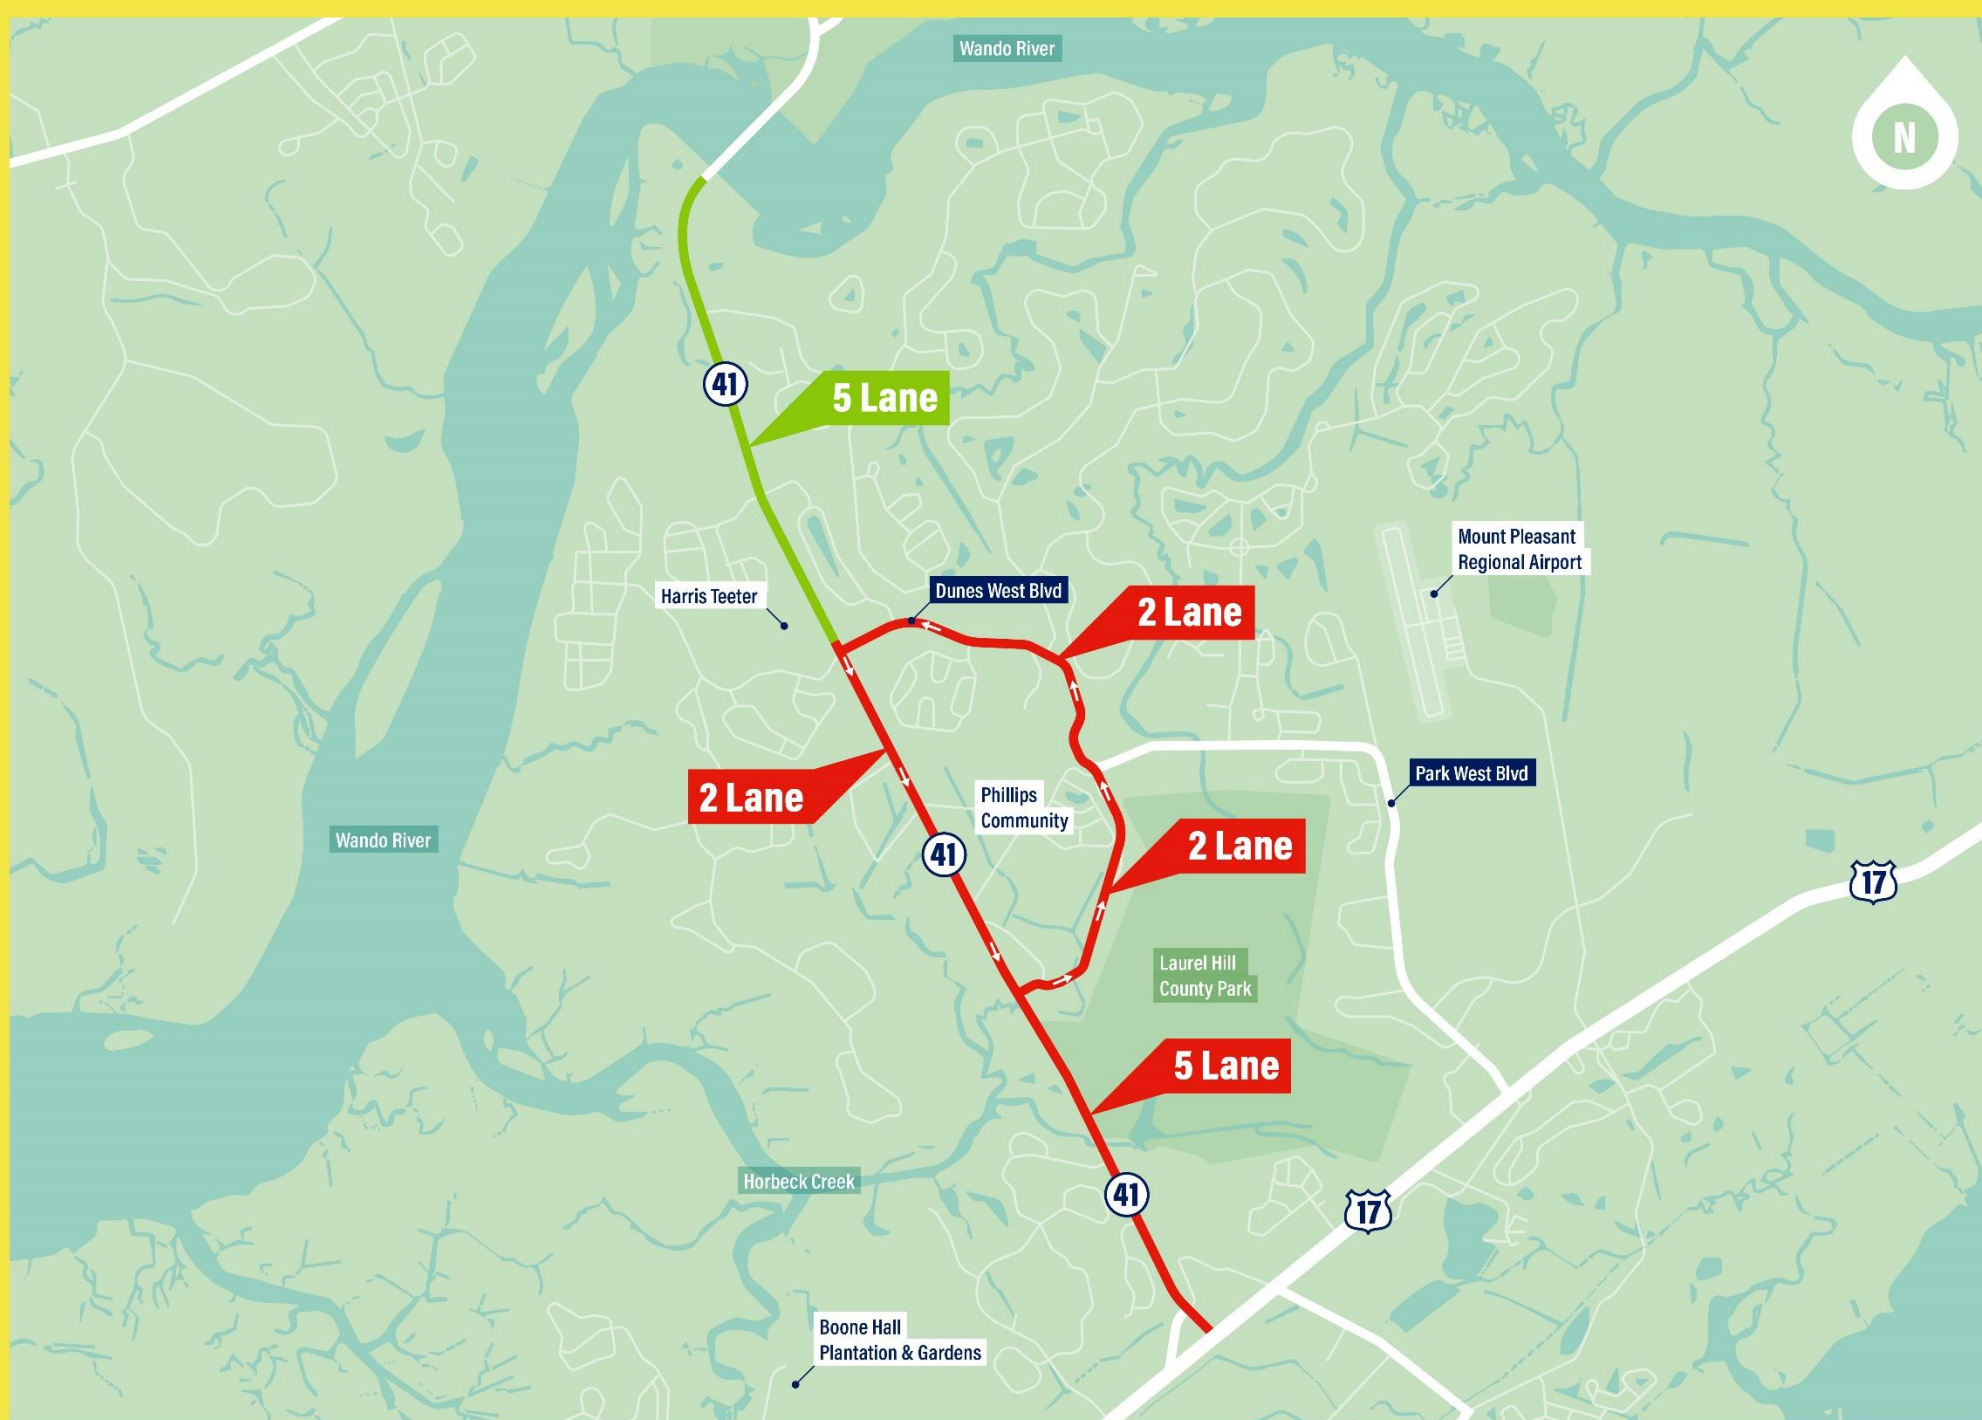 Wando River
N
41
5 Lane
Mount Pleasant
Regional Airport
Harris Teeter
Dunes West Blvd
2 Lane
2 Lane
Phillips
Community
Park West Blvd
Wando River
41
2 Lane
17
Laurel Hill
County Park
5 Lane
Horbeck Creek
41
17
Boone Hall
Plantation & Gardens